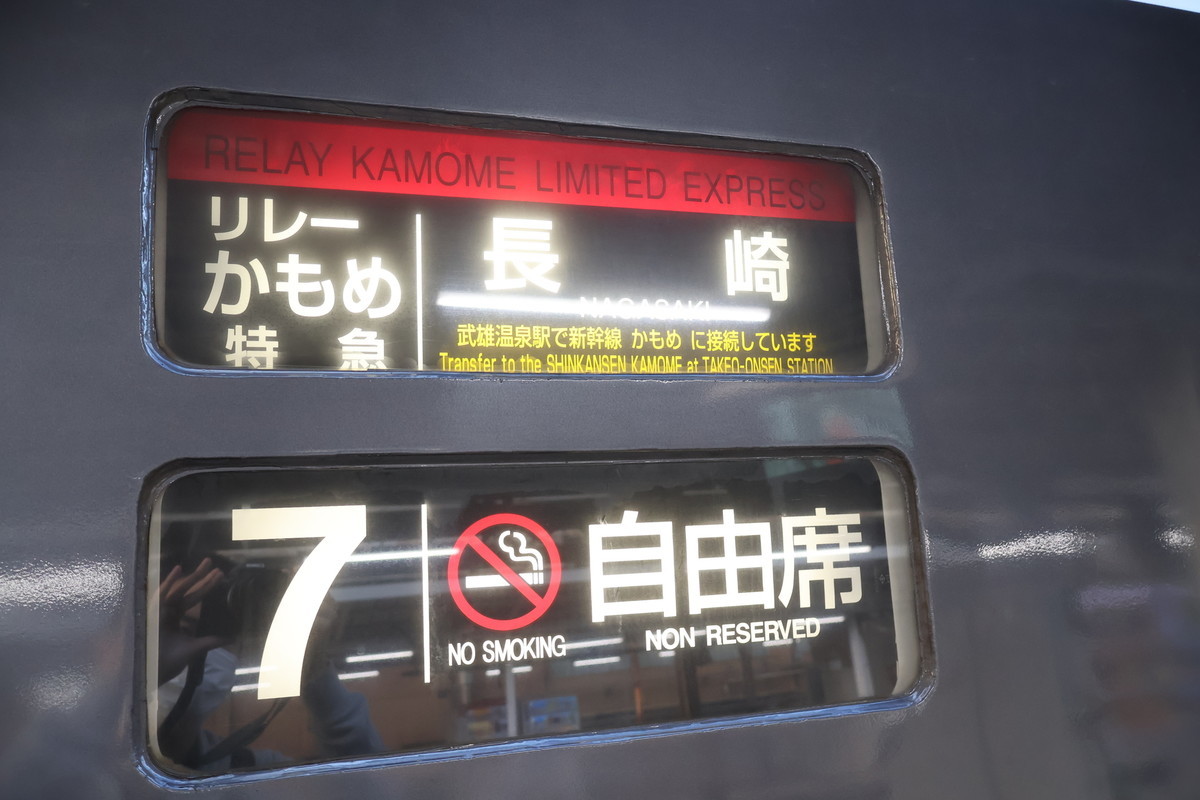 RELAY KAMOME LIMITED EXPRESS
リレー
かもめ
特急
長崎
NAGASAKI
武雄温泉駅で新幹線 かもめ に接続しています
Transfer to the SHINKANSEN KAMOME at TAKEO-ONSEN STATION
7
NO SMOKING
自由席
NON RESERVED